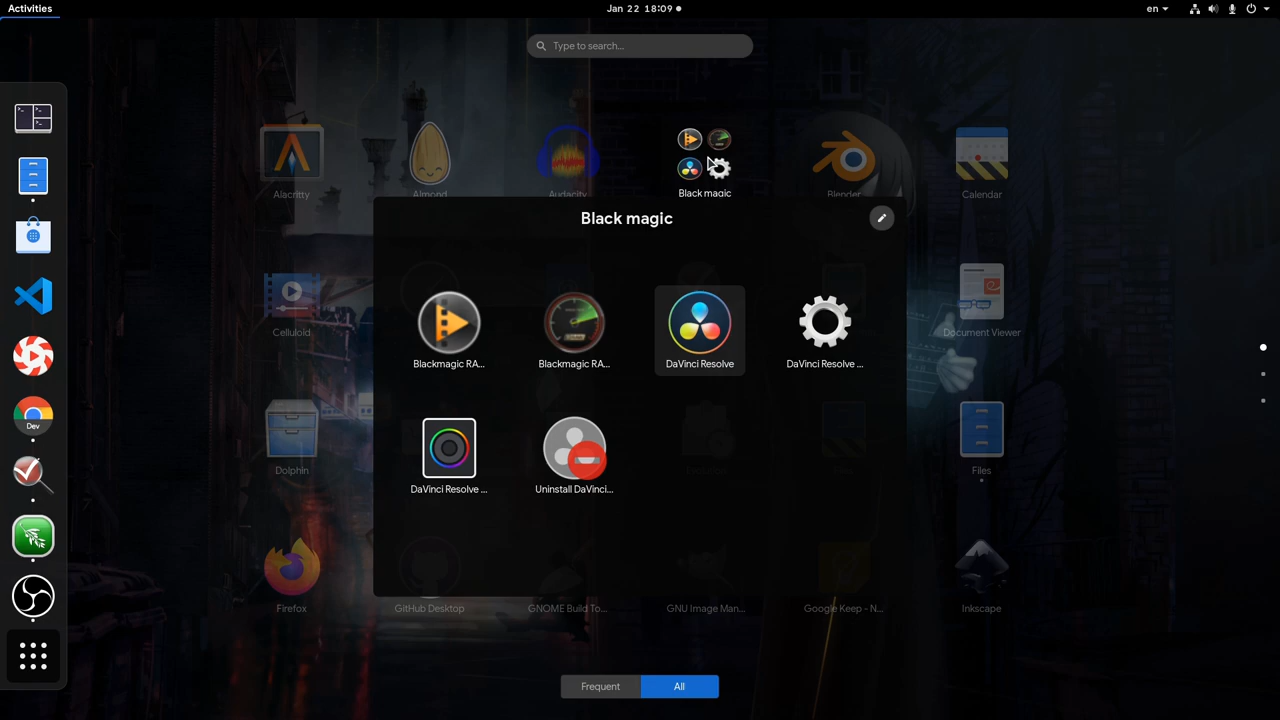 Activities
Jan 22 18:09
en
Type to search...
Alacritty
Almond
Audacity
Black magic
Blender
Calendar
Black magic
Blackmagic RA...
Blackmagic RA...
DaVinci Resolve
DaVinci Resolve ...
Celluloid
Document Viewer
DaVinci Resolve ...
Uninstall DaVinci...
Dev
Dolphin
Files
Firefox
GitHub Desktop
GNOME Build To...
GNU Image Man...
Google Keep - N...
Inkscape
Frequent
All